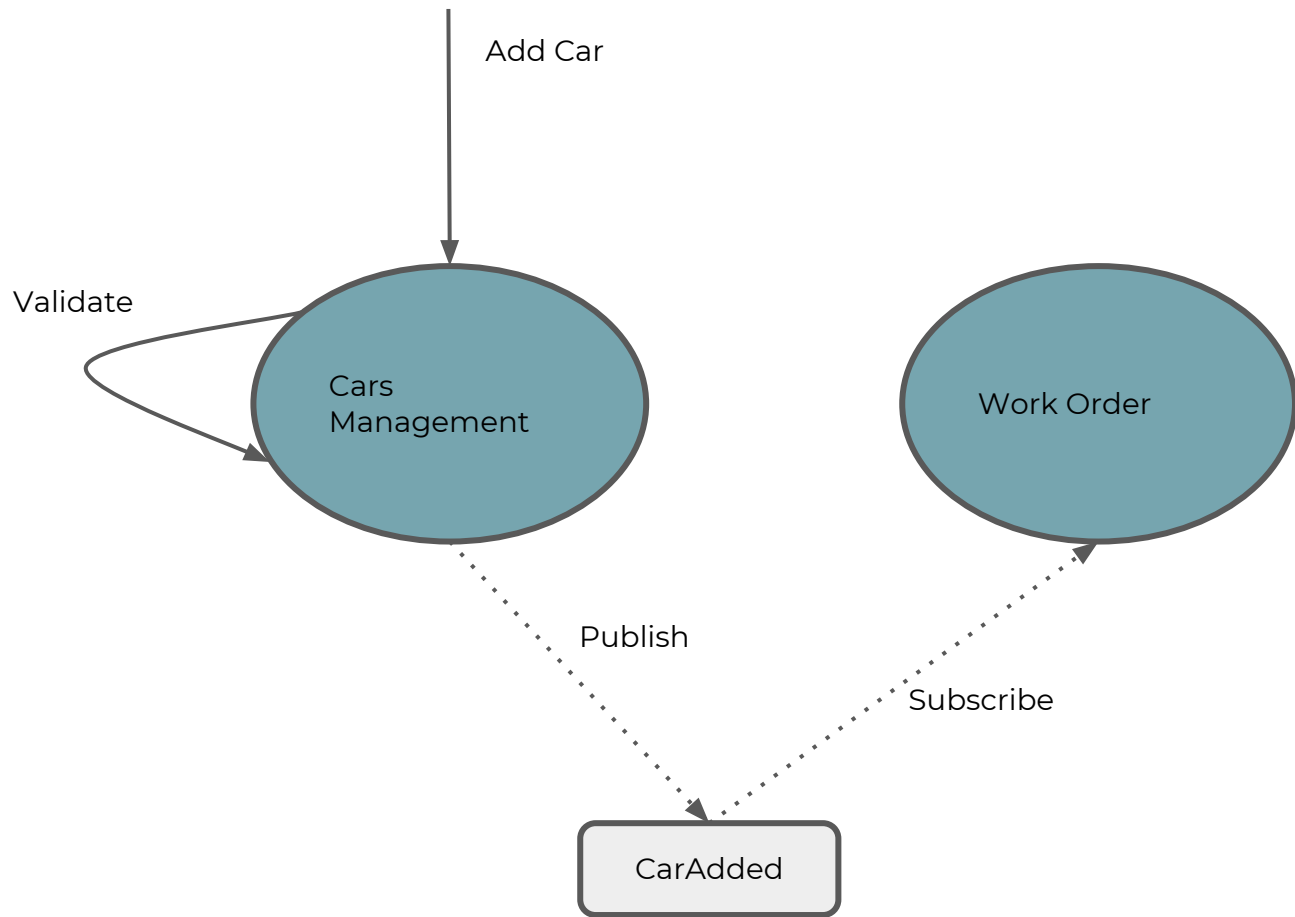 Add Car
Validate
Cars
Management
Work Order
Publish
Subscribe
CarAdded